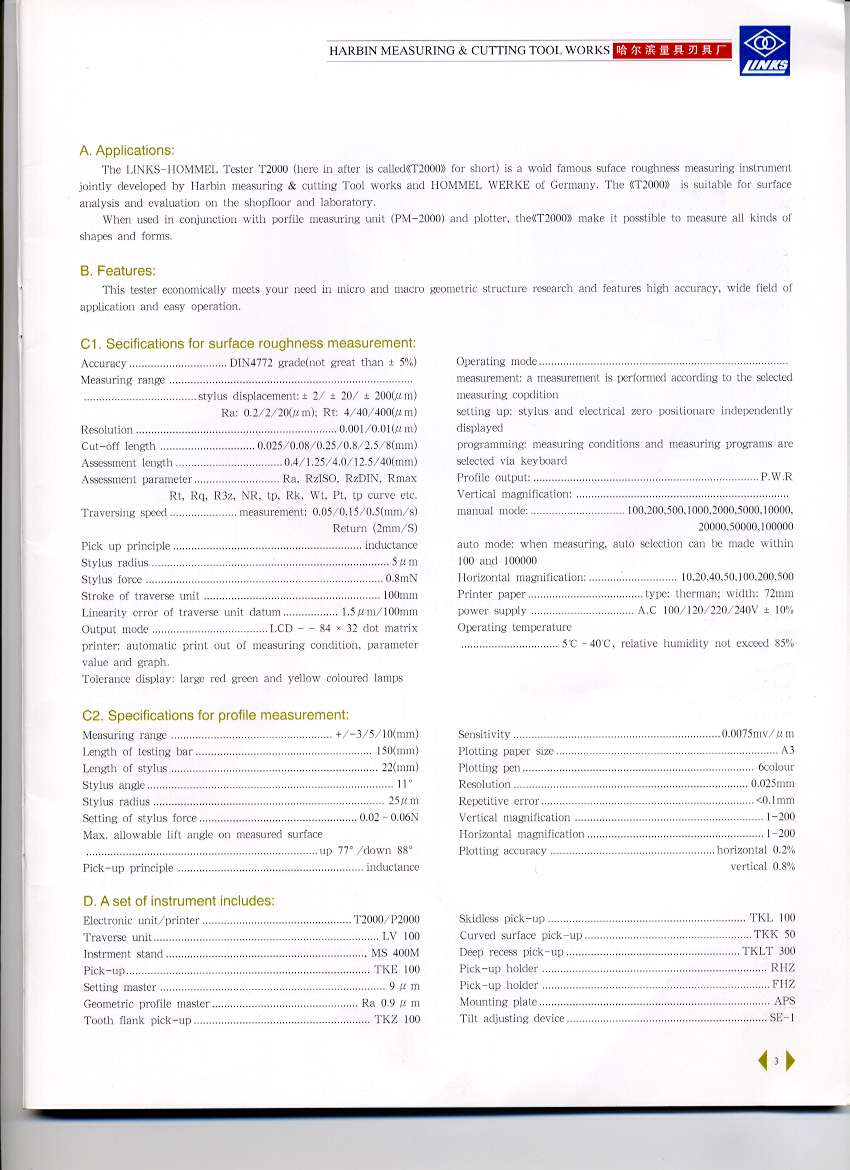 HARBIN MEASURING & CUTTING TOOL WORKS 哈尔滨量具刃具厂
LINKS
A. Applications:
The LINKS-HOMMEL Tester T2000 (here in after is called《T2000》 for short) is a wold famous suface roughness measuring instrument
jointly developed by Harbin measuring & cutting Tool works and HOMMEL WERKE of Germany. The 《T2000》 is suitable for surface
analysis and evaluation on the shopfloor and laboratory.
When used in conjunction with porfile measuring unit (PM-2000) and plotter, the《T2000》 make it posstible to measure all kinds of
shapes and forms.
B. Features:
This tester economically meets your need in micro and macro geometric structure research and features high accuracy, wide field of
application and easy operation.
C1. Secifications for surface roughness measurement:
Accuracy ................................ DIN4772 grade(not great than ± 5%)
Measuring range ................................................................................
..................................... stylus displacement: ± 2/ ± 20/ ± 200(μm)
Ra: 0.2/2/20(μm); Rt: 4/40/400(μm)
Resolution .................................................................. 0.001/0.01(μm)
Cut-off length ............................... 0.025/0.08/0.25/0.8/2.5/8(mm)
Assessment length ................................... 0.4/1.25/4.0/12.5/40(mm)
Assessment parameter ............................ Ra, RzISO, RzDIN, Rmax
Rt, Rq, R3z, NR, tp, Rk, Wt, Pt, tp curve etc.
Traversing speed ...................... measurement: 0.05/0.15/0.5(mm/s)
Return (2mm/S)
Pick up principle .............................................................. inductance
Stylus radius .............................................................................. 5μm
Stylus force .............................................................................. 0.8mN
Stroke of traverse unit .......................................................... 100mm
Linearity error of traverse unit datum .................. 1.5μm/100mm
Output mode ...................................... LCD - - 84 × 32 dot matrix
printer: automatic print out of measuring condition, parameter
value and graph.
Tolerance display: large red green and yellow coloured lamps
Operating mode ..................................................................................
measurement: a measurement is performed according to the selected
measuring copdition
setting up: stylus and electrical zero positionare independently
displayed
programming: measuring conditions and measuring programs are
selected via keyboard
Profile output: ........................................................................... P.W.R
Vertical magnification: ......................................................................
manual mode: ............................... 100,200,500,1000,2000,5000,10000,
20000,50000,100000
auto mode: when measuring, auto selection can be made within
100 and 100000
Horizontal magnification: ............................. 10,20,40,50,100,200,500
Printer paper ...................................... type: therman; width: 72mm
power supply .................................. A.C 100/120/220/240V ± 10%
Operating temperature
................................ 5℃ - 40℃, relative humidity not exceed 85%
C2. Specifications for profile measurement:
Measuring range ..................................................... +/-3/5/10(mm)
Length of testing bar .......................................................... 150(mm)
Length of stylus .................................................................... 22(mm)
Stylus angle ................................................................................. 11°
Stylus radius ............................................................................ 25μm
Setting of stylus force .................................................... 0.02 - 0.06N
Max. allowable lift angle on measured surface
............................................................................ up 77° /down 88°
Pick-up principle ............................................................. inductance
Sensitivity .................................................................... 0.0075mv/μm
Plotting paper size ......................................................................... A3
Plotting pen ............................................................................ 6colour
Resolution ............................................................................. 0.025mm
Repetitive error ...................................................................... <0.1mm
Vertical magnification .............................................................. 1-200
Horizontal magnification .......................................................... 1-200
Plotting accuracy ...................................................... horizontal 0.2%
vertical 0.8%
D. A set of instrument includes:
Electronic unit/printer ................................................. T2000/P2000
Traverse unit .......................................................................... LV 100
Instrment stand ................................................................., MS 400M
Pick-up ................................................................................ TKE 100
Setting master .......................................................................... 9μm
Geometric profile master ................................................ Ra 0.9μm
Tooth flank pick-up .......................................................... TKZ 100
Skidless pick-up ................................................................. TKL 100
Curved surface pick-up ....................................................... TKK 50
Deep recess pick-up ......................................................... TKLT 300
Pick-up holder .......................................................................... RHZ
Pick-up holder ........................................................................... FHZ
Mounting plate ............................................................................ APS
Tilt adjusting device .................................................................. SE-1
3